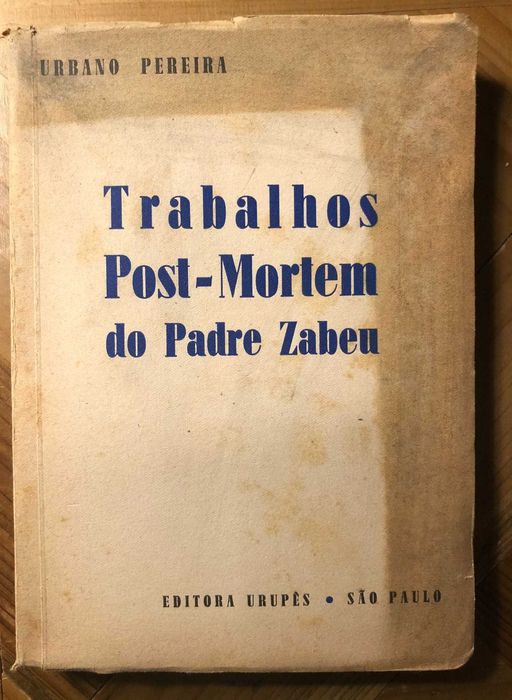 URBANO PEREIRA
Trabalhos
Post-Mortem
do Padre Zabeu
EDITORA URUPÊS • SÃO PAULO